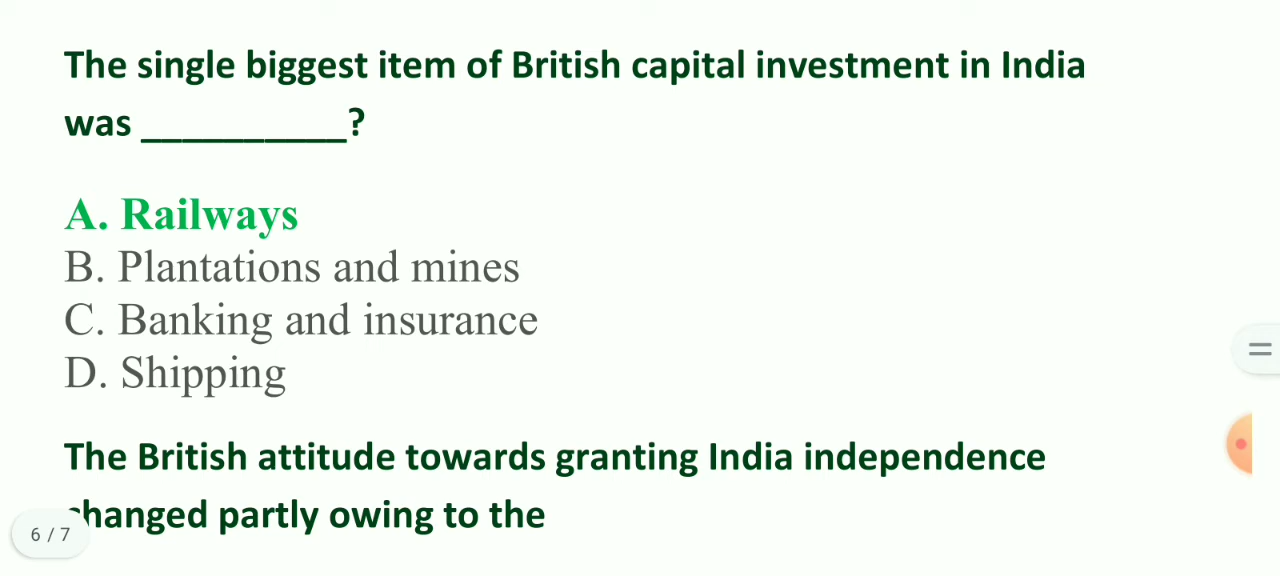 The single biggest item of British capital investment in India
was __________?
A. Railways
B. Plantations and mines
C. Banking and insurance
D. Shipping
The British attitude towards granting India independence
changed partly owing to the
6 / 7